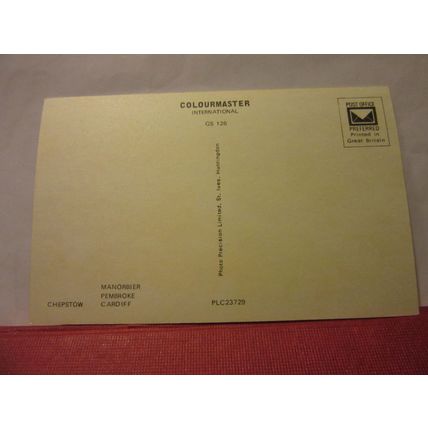 COLOURMASTER
INTERNATIONAL
GS 126
POST OFFICE
PREFERRED
Printed in
Great Britain
Photo Precision Limited, St. Ives, Huntingdon
MANORBIER
PEMBROKE
CHEPSTOW CARDIFF
PLC23729